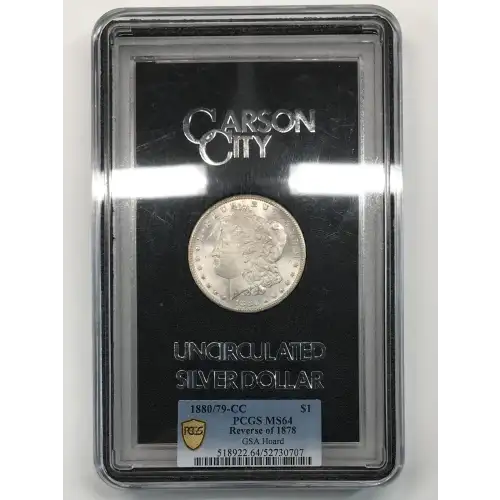 CARSON
CITY
UNCIRCULATED
SILVER DOLLAR
1880/79-CC $1
PCGS MS64
Reverse of 1878
GSA Hoard
PCGS
518922.64/52730707